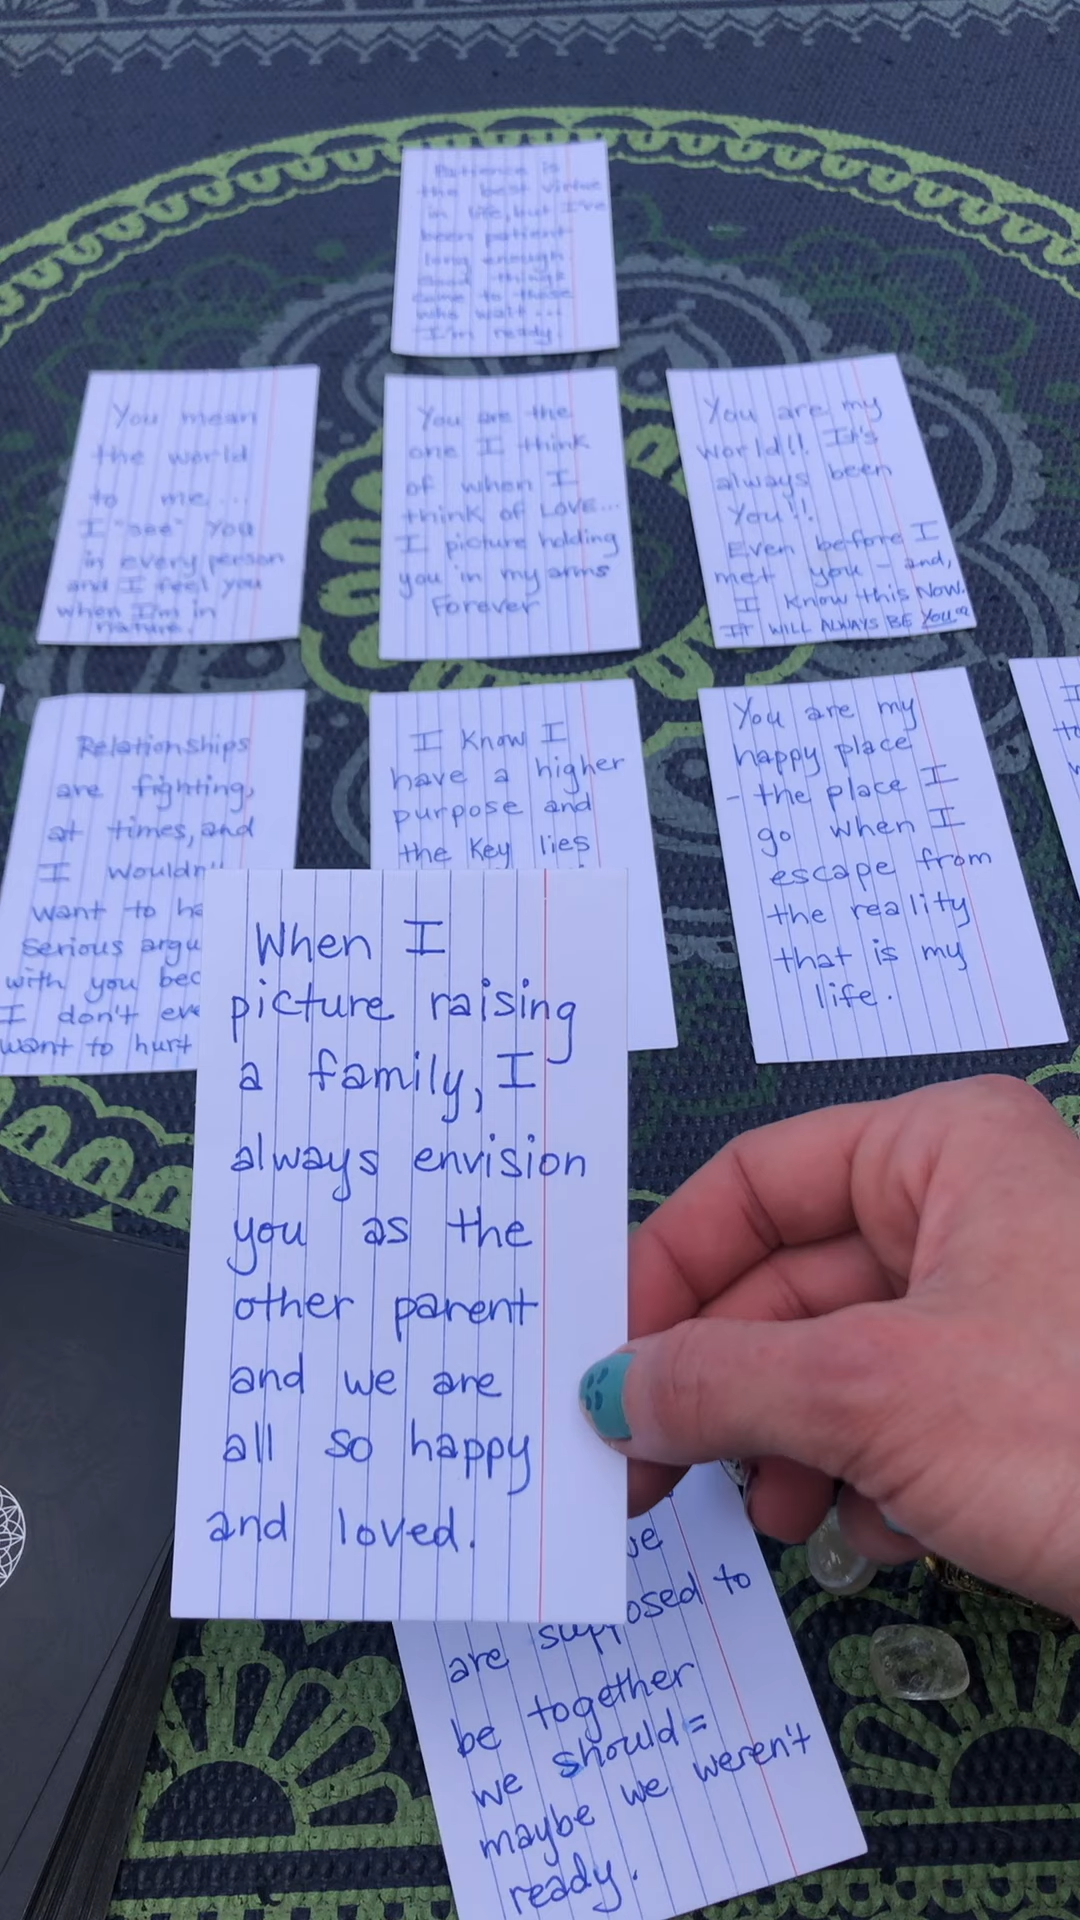 Patience is
the best virtue
in life, but I've
been patient
long enough
Good things
come to those
who wait...
I'm ready.
You mean
the world
to me...
I "see" you
in every person
and I feel you
when I'm in
nature.
You are the
one I think
of when I
think of LOVE...
I picture holding
you in my arms
Forever
You are my
world!! It's
always been
You!!
Even before I
met you - and,
I know this NOW.
IT WILL ALWAYS BE YOU
Relationships
are fighting,
at times, and
I
want to
serious
with you
I don't
want to hurt
I know I
have a higher
purpose and
the key lies
You are my
happy place
- the place I
go when I
escape from
the reality
that is my
life.
I
When I
picture raising
a family, I
always envision
you as the
other parent
and we are
all so happy
and loved.
are supposed to
be together
we should =
maybe we weren't
ready.